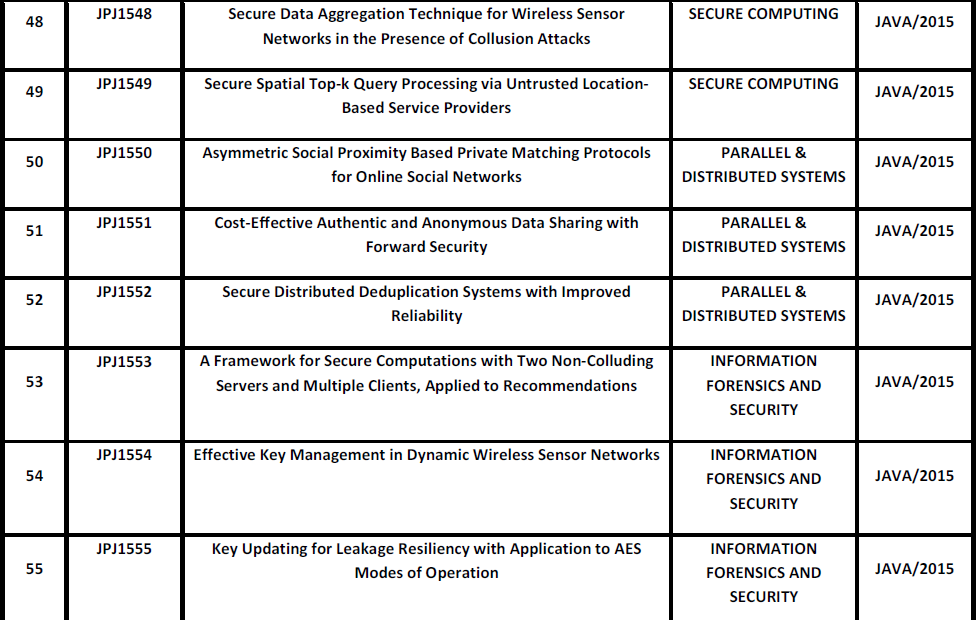 48
JPJ1548
Secure Data Aggregation Technique for Wireless Sensor
Networks in the Presence of Collusion Attacks
SECURE COMPUTING
JAVA/2015
49
JPJ1549
Secure Spatial Top-k Query Processing via Untrusted Location-
Based Service Providers
SECURE COMPUTING
JAVA/2015
50
JPJ1550
Asymmetric Social Proximity Based Private Matching Protocols
for Online Social Networks
PARALLEL &
DISTRIBUTED SYSTEMS
JAVA/2015
51
JPJ1551
Cost-Effective Authentic and Anonymous Data Sharing with
Forward Security
PARALLEL &
DISTRIBUTED SYSTEMS
JAVA/2015
52
JPJ1552
Secure Distributed Deduplication Systems with Improved
Reliability
PARALLEL &
DISTRIBUTED SYSTEMS
JAVA/2015
53
JPJ1553
A Framework for Secure Computations with Two Non-Colluding
Servers and Multiple Clients, Applied to Recommendations
INFORMATION
FORENSICS AND
SECURITY
JAVA/2015
54
JPJ1554
Effective Key Management in Dynamic Wireless Sensor Networks
INFORMATION
FORENSICS AND
SECURITY
JAVA/2015
55
JPJ1555
Key Updating for Leakage Resiliency with Application to AES
Modes of Operation
INFORMATION
FORENSICS AND
SECURITY
JAVA/2015